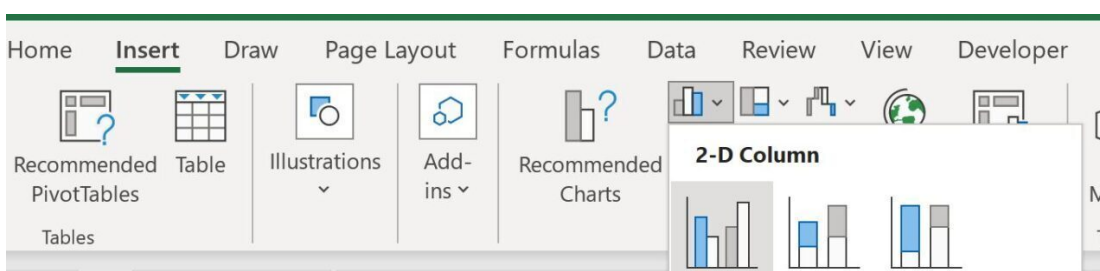 Home Insert Draw Page Layout Formulas Data Review View Developer
Recommended
PivotTables
Table
Illustrations
Add-
ins
Recommended
Charts
Tables
2-D Column